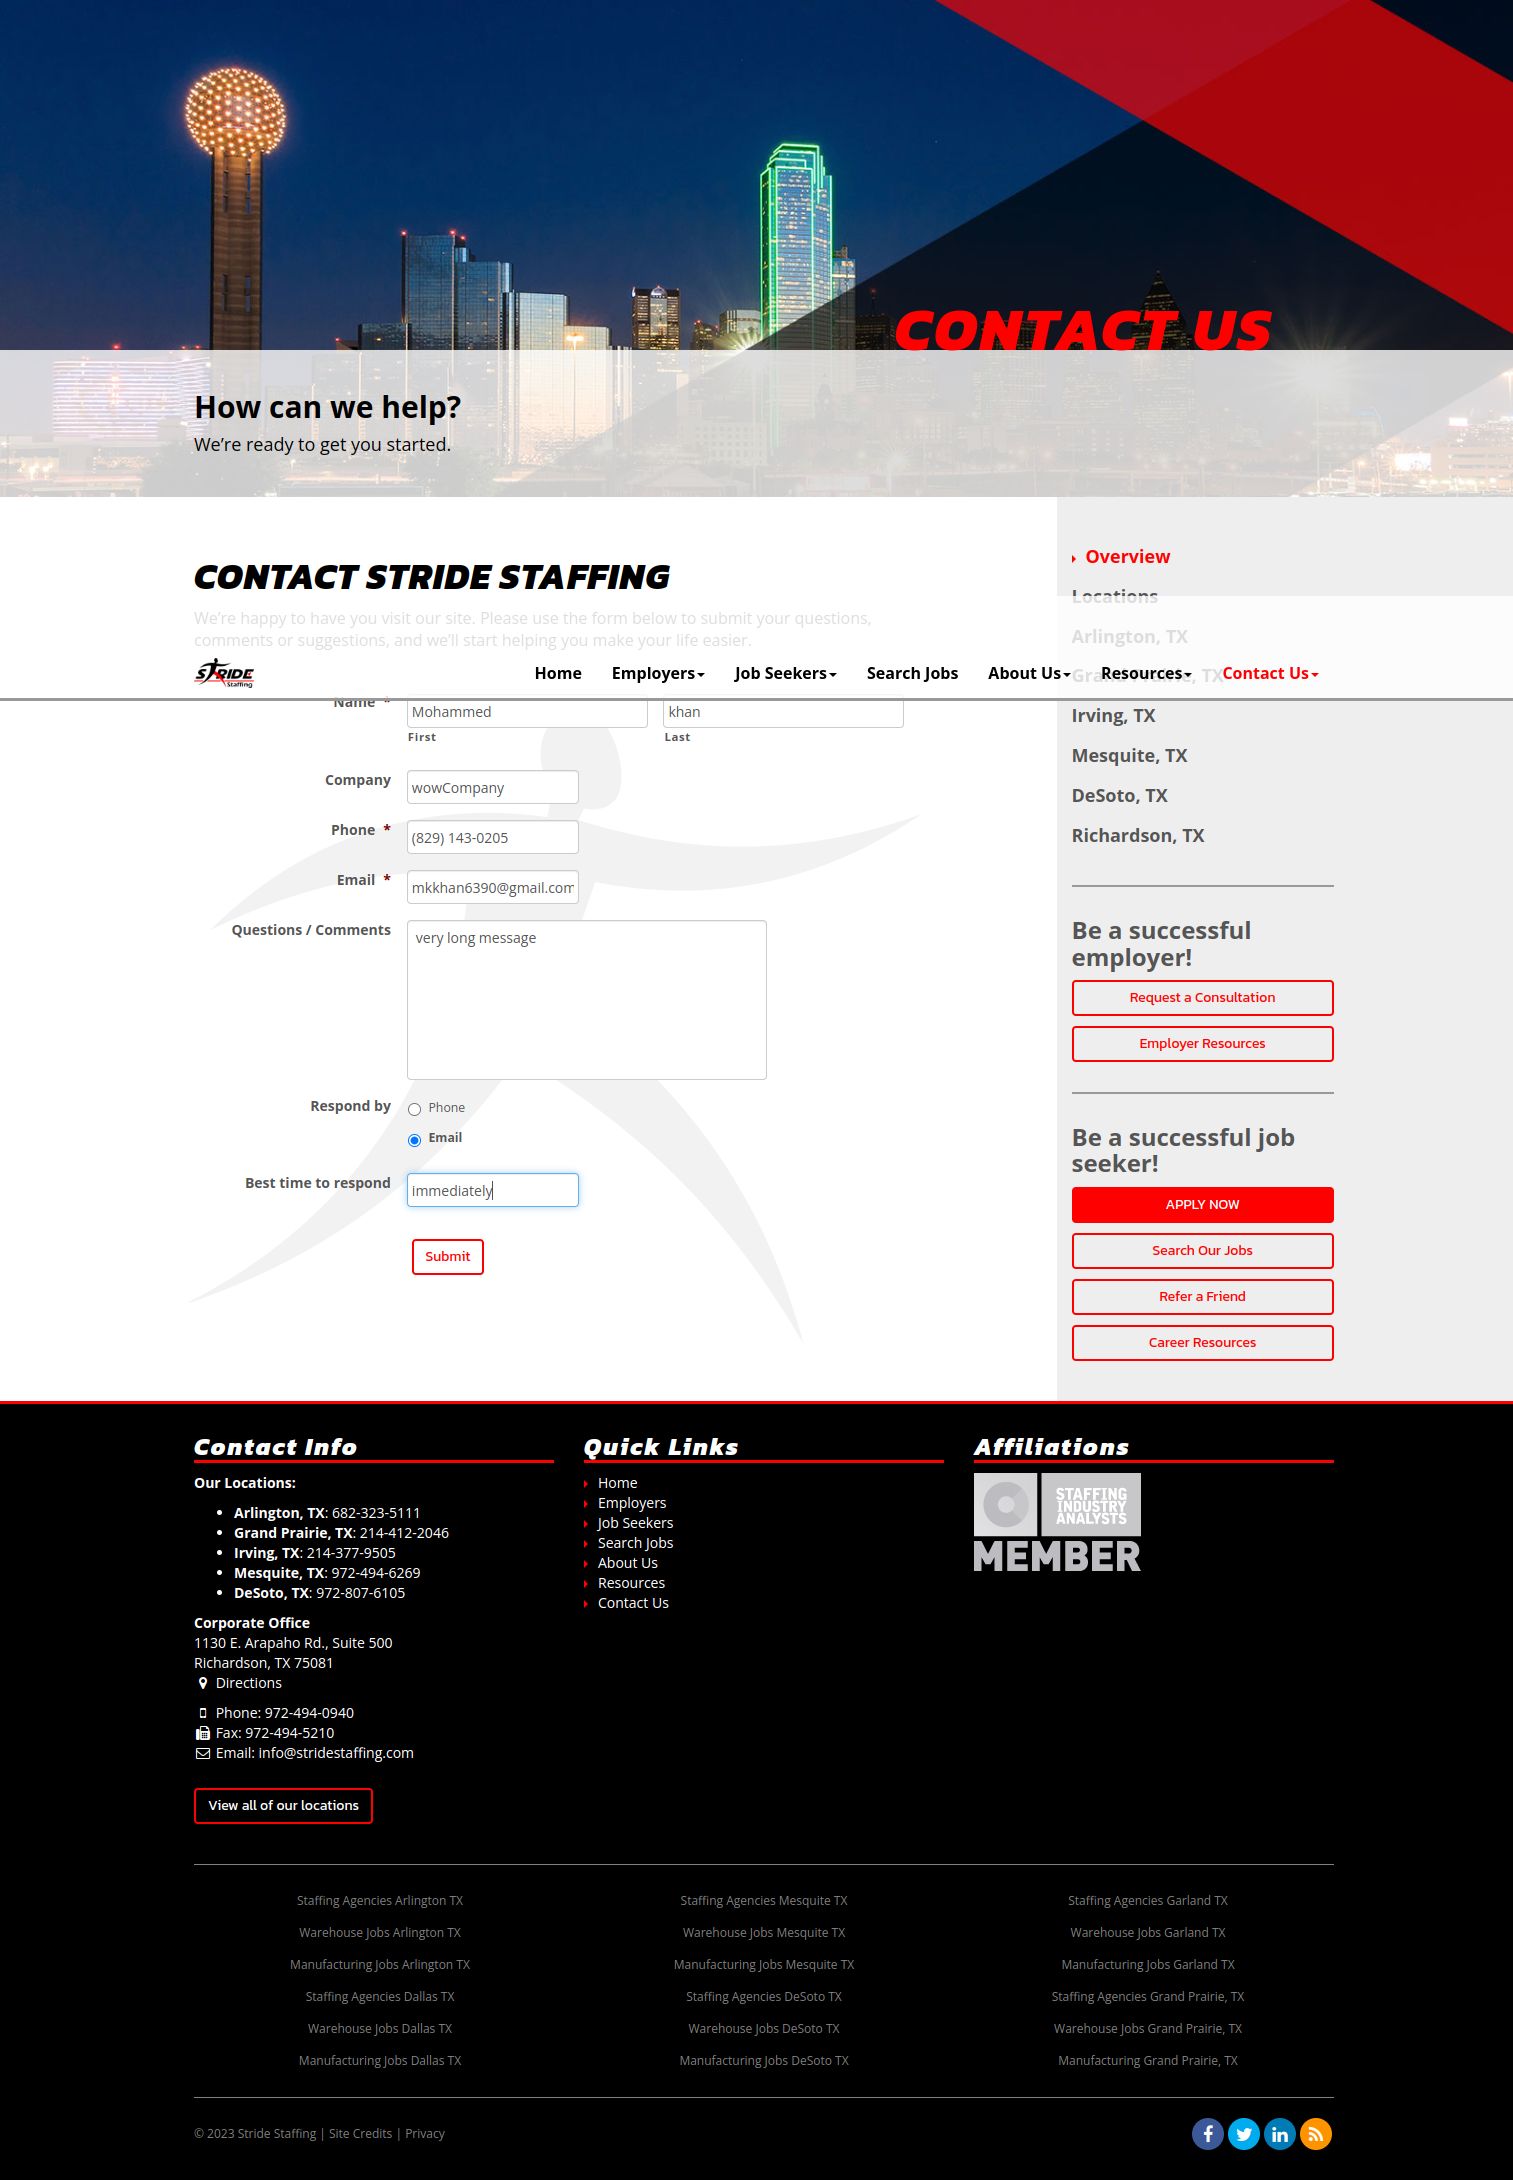 CONTACT US
How can we help?
We're ready to get you started.
CONTACT STRIDE STAFFING
We're happy to have you visit our site. Please use the form below to submit your questions,
comments or suggestions, and we'll start helping you make your life easier.
STRIDE
Staffing
Home Employers Job Seekers Search Jobs About Us Resources Contact Us
Name *
Mohammed
khan
First
Last
Company
wowCompany
Phone *
(829) 143-0205
Email *
mkkhan6390@gmail.com
Questions / Comments
very long message
Respond by
Phone
Email
Best time to respond
immediately
Submit
Overview
Locations
Arlington, TX
Grand Prairie, TX
Irving, TX
Mesquite, TX
DeSoto, TX
Richardson, TX
Be a successful
employer!
Request a Consultation
Employer Resources
Be a successful job
seeker!
APPLY NOW
Search Our Jobs
Refer a Friend
Career Resources
Contact Info
Our Locations:
• Arlington, TX: 682-323-5111
• Grand Prairie, TX: 214-412-2046
• Irving, TX: 214-377-9505
• Mesquite, TX: 972-494-6269
• DeSoto, TX: 972-807-6105
Corporate Office
1130 E. Arapaho Rd., Suite 500
Richardson, TX 75081
Directions
Phone: 972-494-0940
Fax: 972-494-5210
Email: info@stridestaffing.com
View all of our locations
Quick Links
Home
Employers
Job Seekers
Search Jobs
About Us
Resources
Contact Us
Affiliations
STAFFING
INDUSTRY
ANALYSTS
MEMBER
Staffing Agencies Arlington TX
Warehouse Jobs Arlington TX
Manufacturing Jobs Arlington TX
Staffing Agencies Dallas TX
Warehouse Jobs Dallas TX
Manufacturing Jobs Dallas TX
Staffing Agencies Mesquite TX
Warehouse Jobs Mesquite TX
Manufacturing Jobs Mesquite TX
Staffing Agencies DeSoto TX
Warehouse Jobs DeSoto TX
Manufacturing Jobs DeSoto TX
Staffing Agencies Garland TX
Warehouse Jobs Garland TX
Manufacturing Jobs Garland TX
Staffing Agencies Grand Prairie, TX
Warehouse Jobs Grand Prairie, TX
Manufacturing Grand Prairie, TX
© 2023 Stride Staffing | Site Credits | Privacy